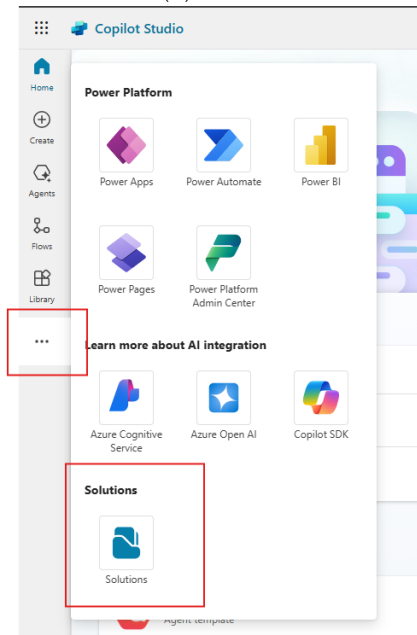 Copilot Studio
Home
Create
Agents
Flows
Library
...
Power Platform
Power Apps
Power Automate
Power BI
Power Pages
Power Platform
Admin Center
Learn more about AI integration
Azure Cognitive
Service
Azure Open AI
Copilot SDK
Solutions
Solutions
Agent template